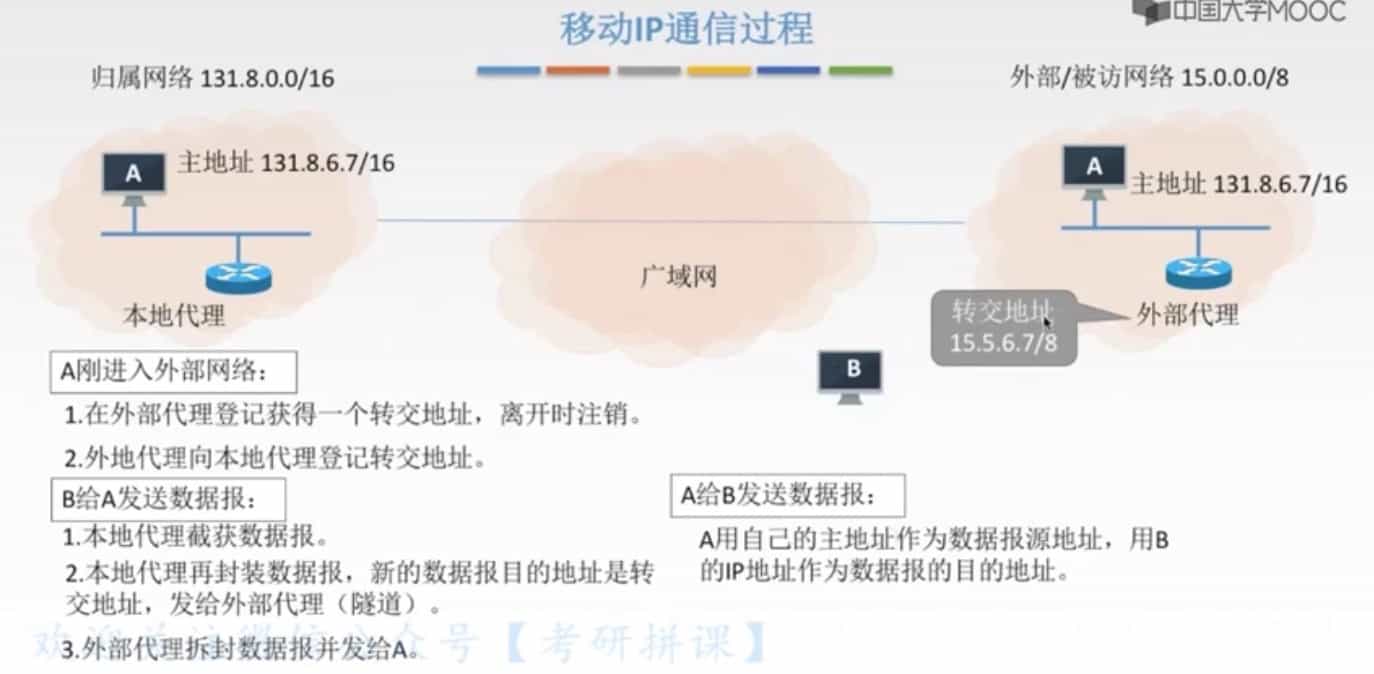 中国大学MOOC
移动IP通信过程
归属网络 131.8.0.0/16
外部/被访网络 15.0.0.0/8
A
主地址 131.8.6.7/16
A
主地址 131.8.6.7/16
广域网
本地代理
转交地址
15.5.6.7/8
外部代理
B
A刚进入外部网络：
1.在外部代理登记获得一个转交地址，离开时注销。
2.外地代理向本地代理登记转交地址。
B给A发送数据报：
1.本地代理截获数据报。
2.本地代理再封装数据报，新的数据报目的地址是转
交地址，发给外部代理（隧道）。
3.外部代理拆封数据报并发给A。
A给B发送数据报：
A用自己的主地址作为数据报源地址，用B
的IP地址作为数据报的目的地址。
欢迎关注微信公众号【考研拼课】